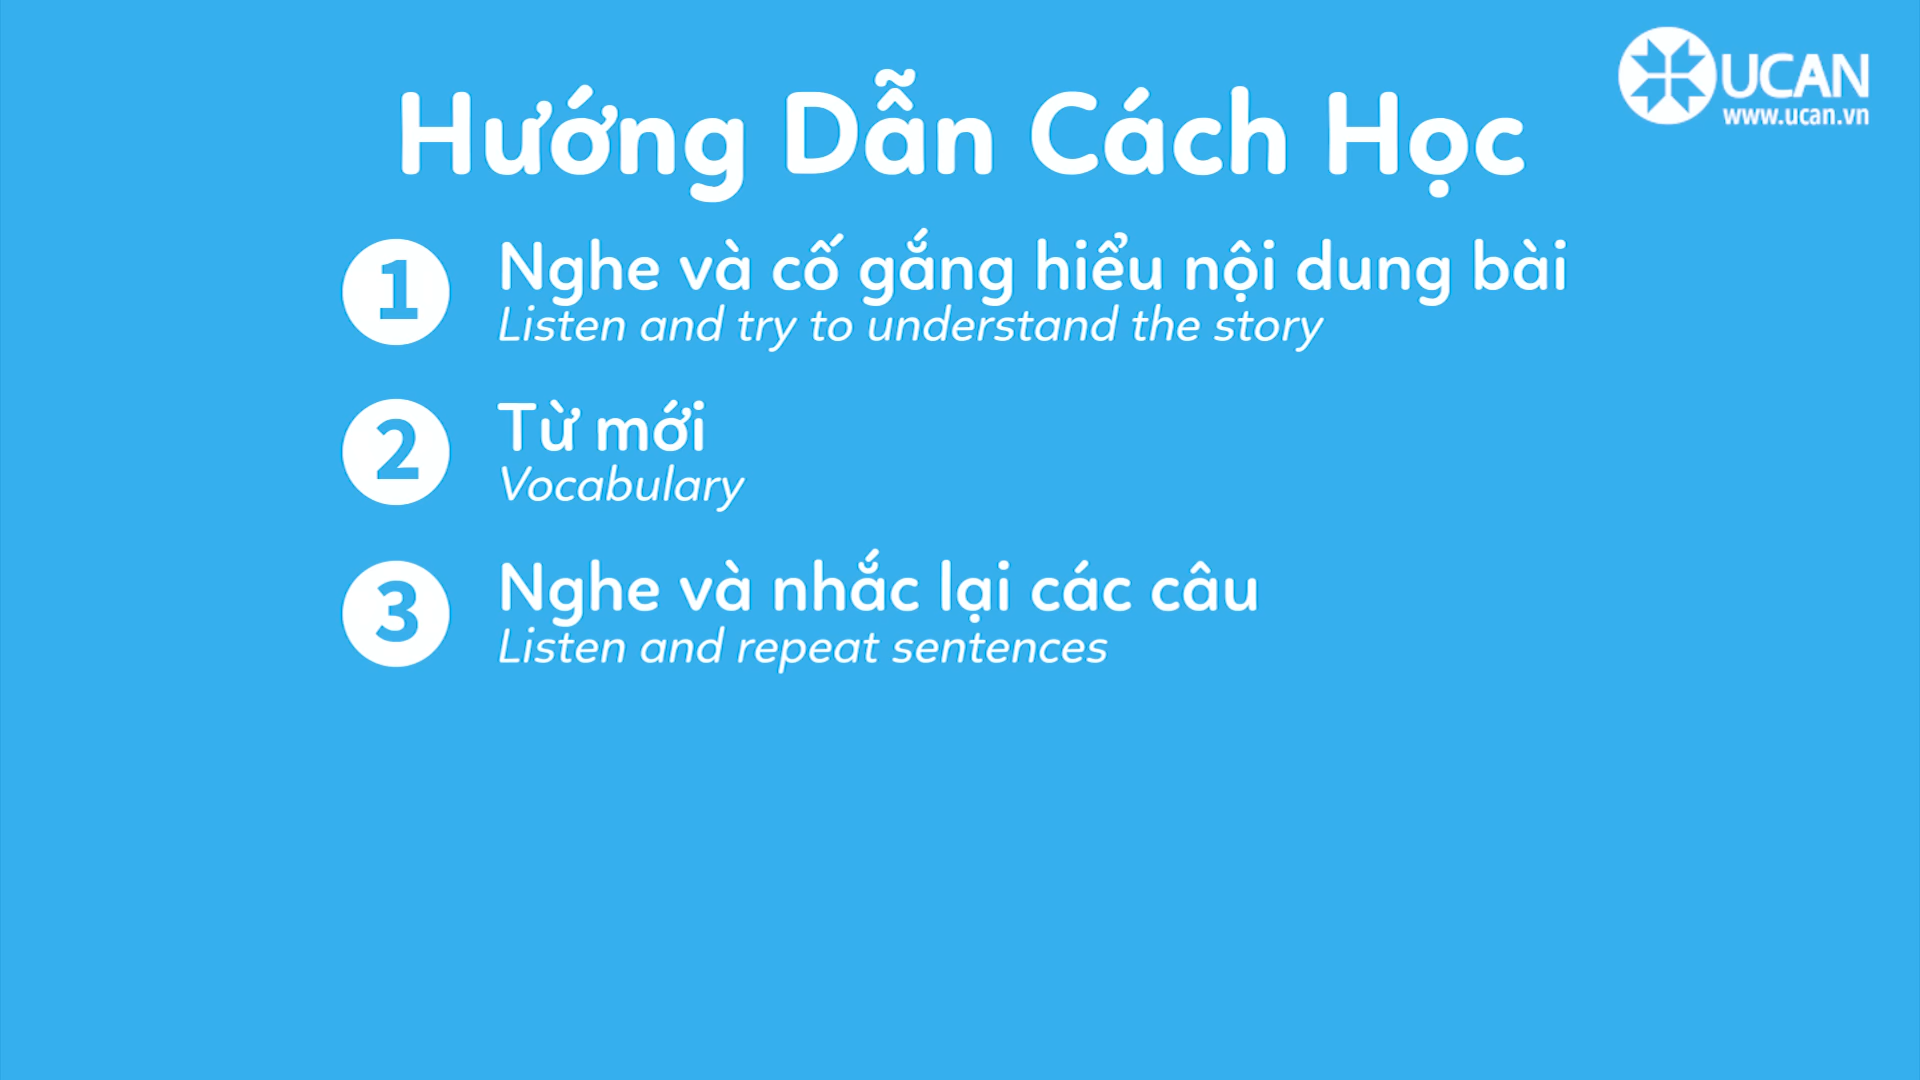 UCAN
www.ucan.vn
Hướng Dẫn Cách Học
1
Nghe và cố gắng hiểu nội dung bài
Listen and try to understand the story
2
Từ mới
Vocabulary
3
Nghe và nhắc lại các câu
Listen and repeat sentences